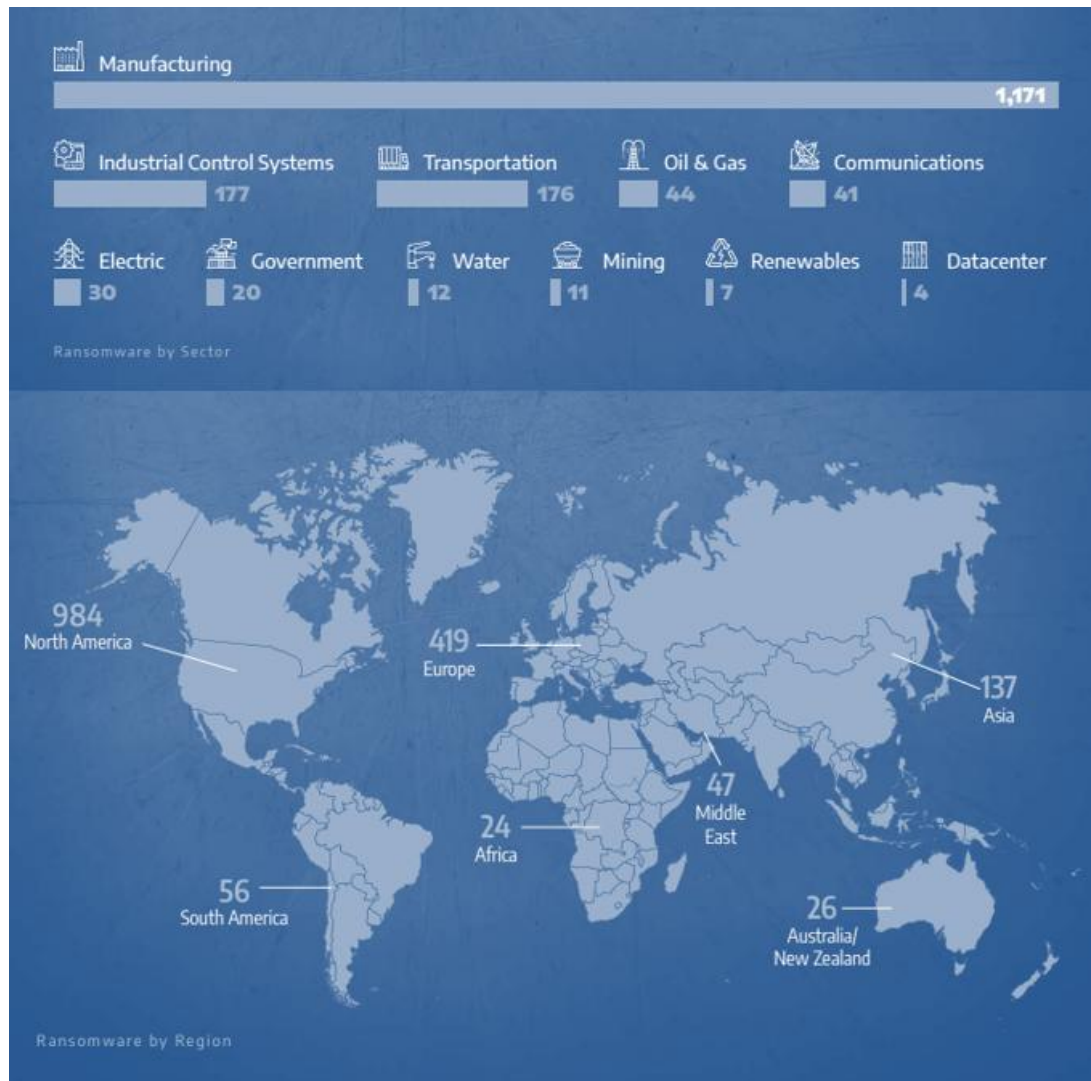 Manufacturing
1,171
Industrial Control Systems
177
Transportation
176
Oil & Gas
44
Communications
41
Electric
30
Government
20
Water
12
Mining
11
Renewables
7
Datacenter
4
Ransomware by Sector
984
North America
419
Europe
137
Asia
47
Middle
East
24
Africa
56
South America
26
Australia/
New Zealand
Ransomware by Region